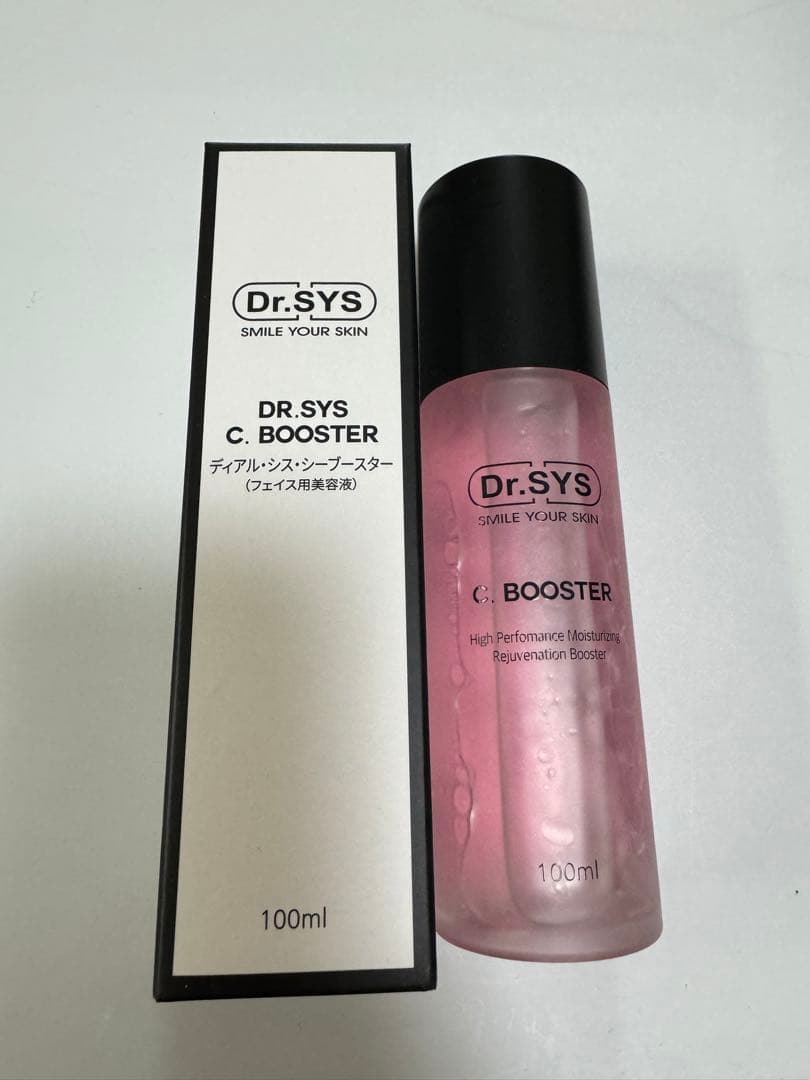 Dr.SYS
SMILE YOUR SKIN
DR.SYS
C. BOOSTER
ディアル・シス・シーブースター
（フェイス用美容液）
100ml
Dr.SYS
SMILE YOUR SKIN
C. BOOSTER
High Perfomance Moisturizing
Rejuvenation Booster
100ml